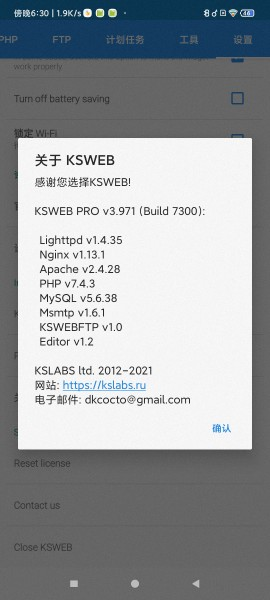 傍晚6:30 | 1.9K/s
46
PHP FTP 计划任务 工具 设置
work properly
Turn off battery saving
锁定 Wi-Fi
关于 KSWEB
感谢您选择KSWEB!
KSWEB PRO v3.971 (Build 7300):
Lighttpd v1.4.35
Nginx v1.13.1
Apache v2.4.28
PHP v7.4.3
MySQL v5.6.38
Msmtp v1.6.1
KSWEBFTP v1.0
Editor v1.2
KSLABS ltd. 2012-2021
网站: https://kslabs.ru
电子邮件: dkcocto@gmail.com
确认
Reset license
Contact us
Close KSWEB